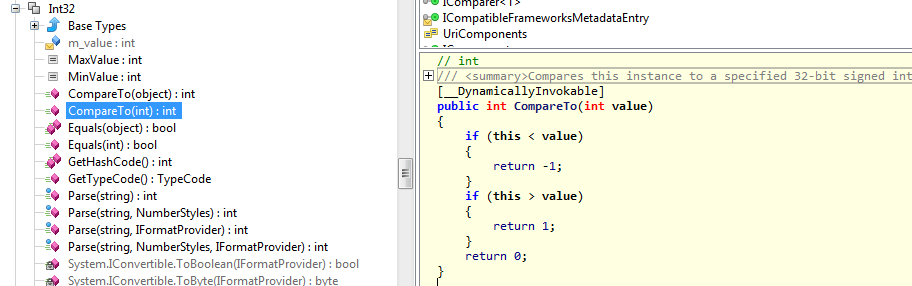 Int32
Base Types
m_value : int
MaxValue : int
MinValue : int
CompareTo(object) : int
CompareTo(int) : int
Equals(object) : bool
Equals(int) : bool
GetHashCode() : int
GetTypeCode() : TypeCode
Parse(string) : int
Parse(string, NumberStyles) : int
Parse(string, IFormatProvider) : int
Parse(string, NumberStyles, IFormatProvider) : int
System.IConvertible.ToBoolean(IFormatProvider) : bool
System.IConvertible.ToByte(IFormatProvider) : byte
IComparer<T>
ICompatibleFrameworksMetadataEntry
UriComponents
// int
/// <summary>Compares this instance to a specified 32-bit signed int
[__DynamicallyInvokable]
public int CompareTo(int value)
{
if (this < value)
{
return -1;
}
if (this > value)
{
return 1;
}
return 0;
}